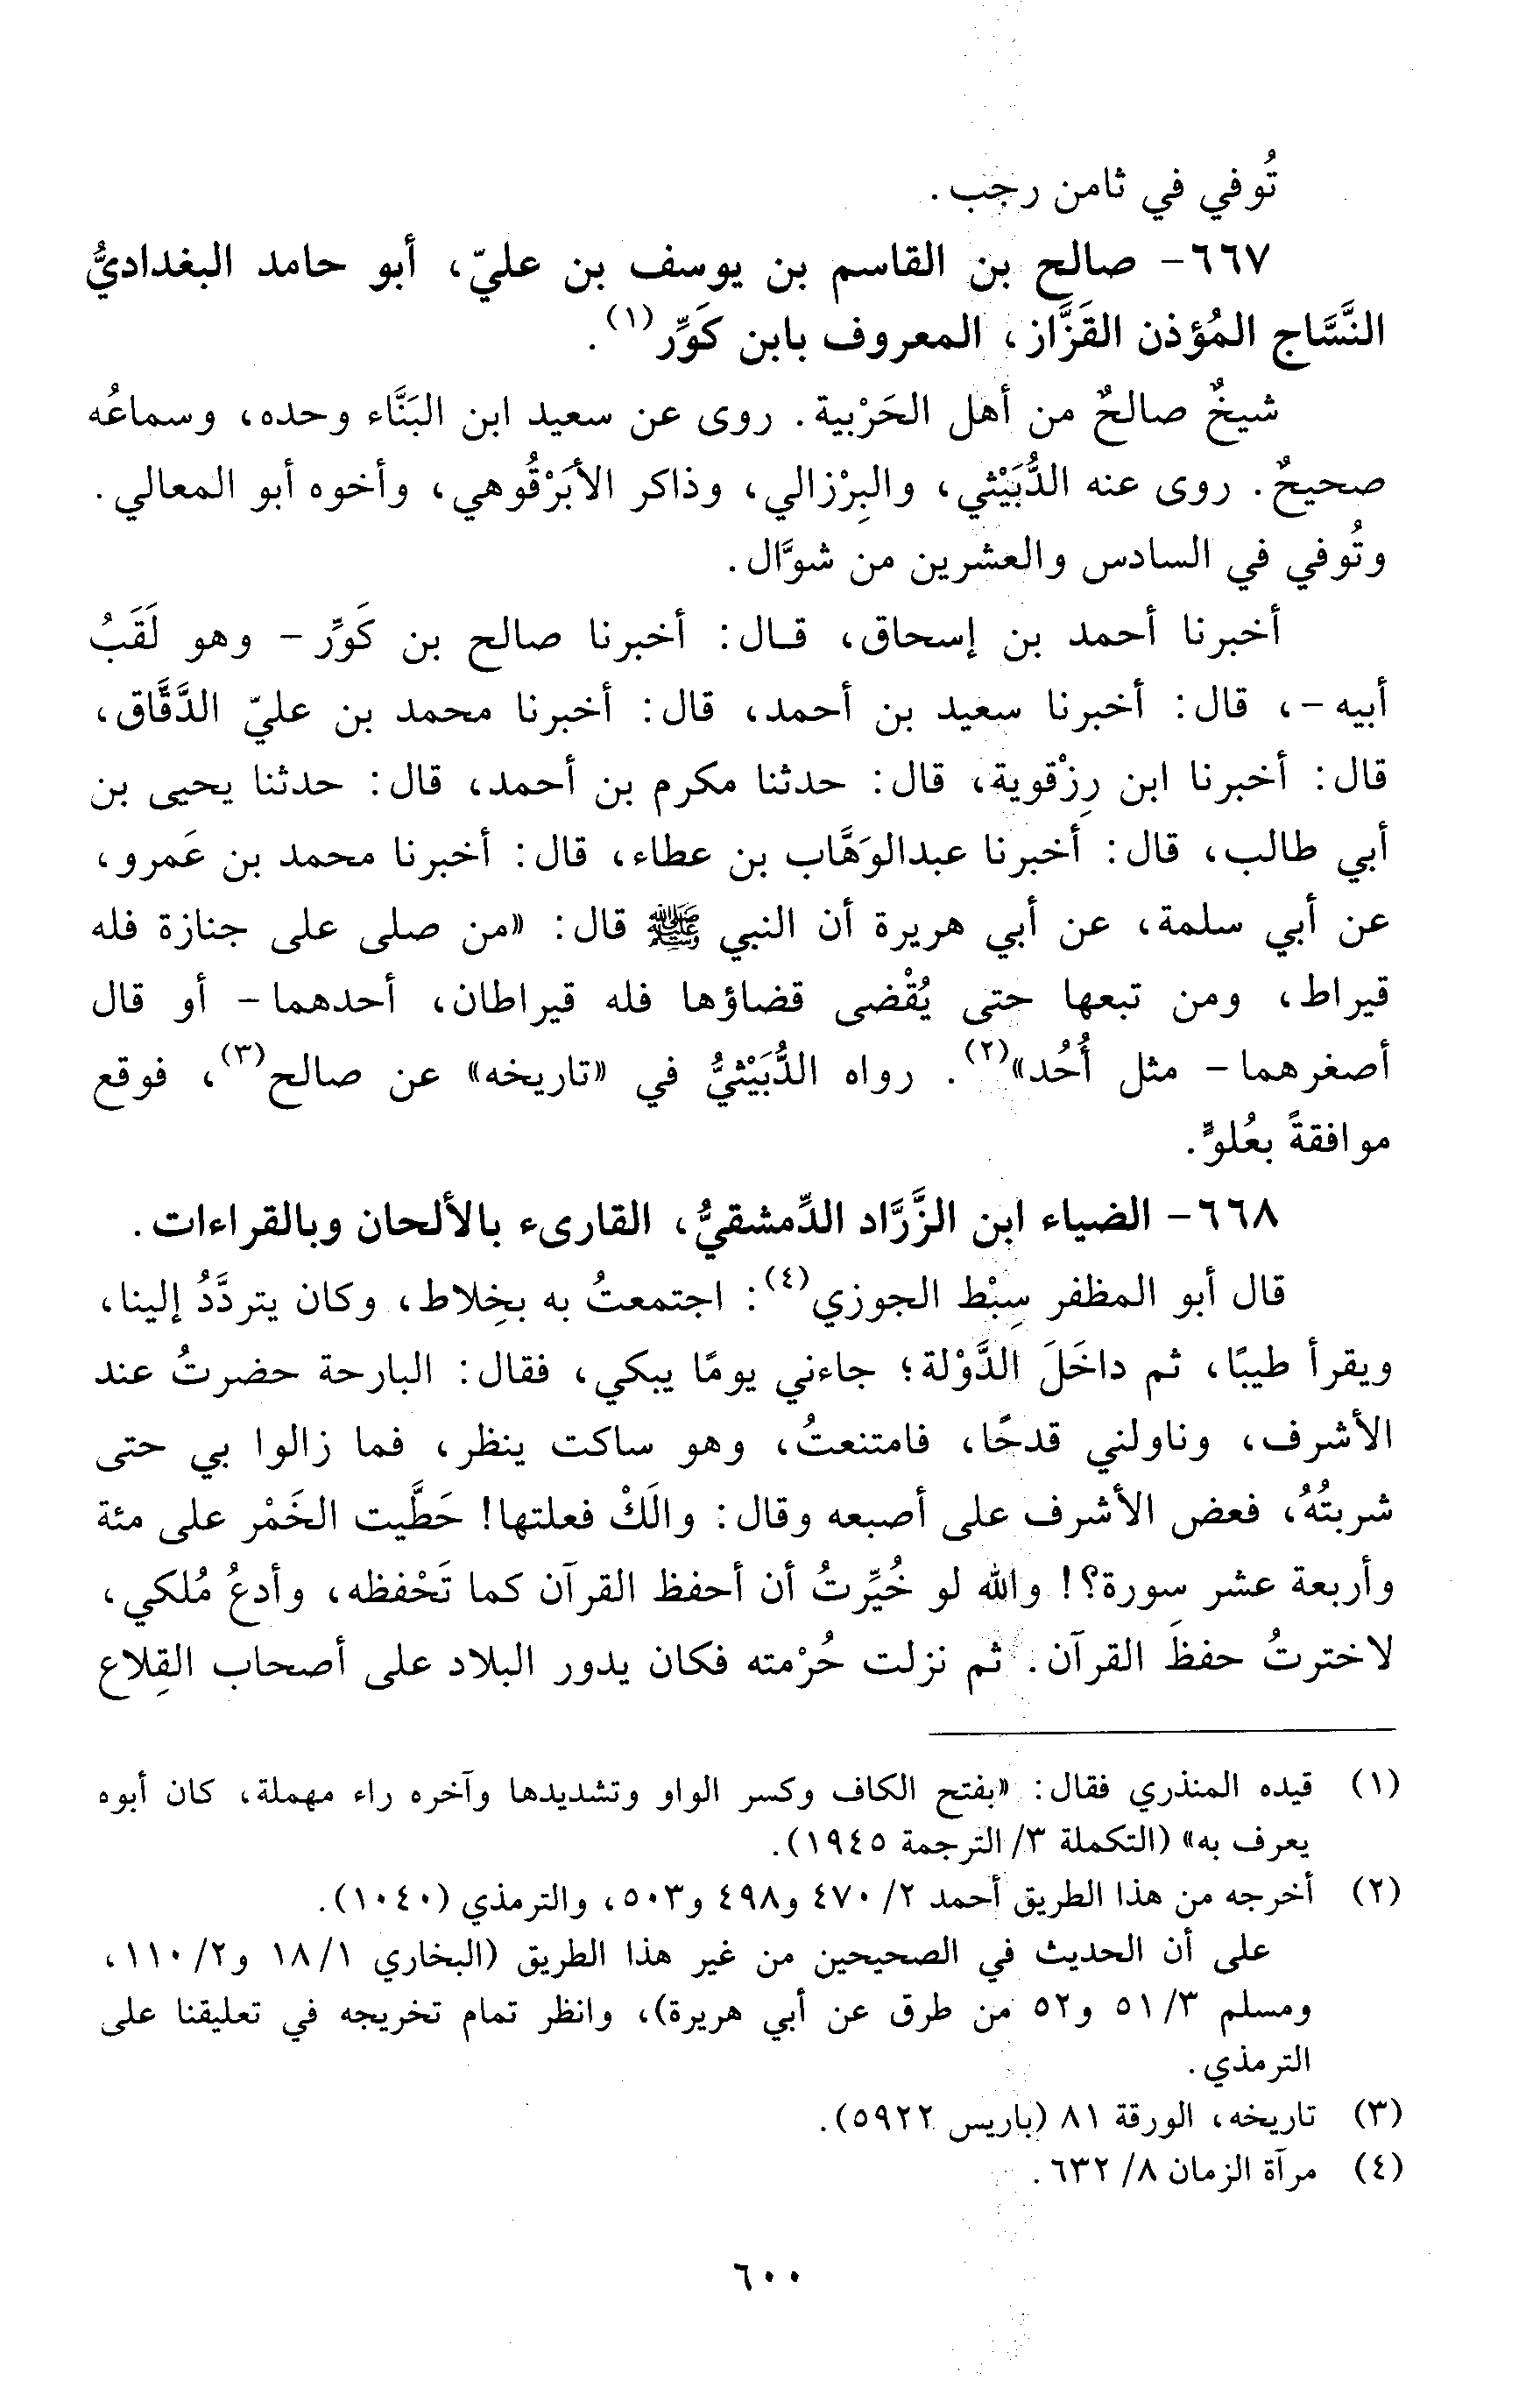 تُوفي في ثامن رجب.
٦٦٧- صالح بن القاسم بن يوسف بن عليّ، أبو حامد البغداديُّ
النَّسَّاج المُؤذن القَزَّاز، المعروف بابن كَوِّر(١).
شيخٌ صالحٌ من أهل الحَرْبية. روى عن سعيد ابن البَنَّاء وحده، وسماعُه
صحيحٌ. روى عنه الدُّبَيْثي، والبِرْزالي، وذاكر الأبَرْقُوهي، وأخوه أبو المعالي.
وتُوفي في السادس والعشرين من شوَّال.
أخبرنا أحمد بن إسحاق، قال: أخبرنا صالح بن كَوِّر - وهو لَقَبُ
أبيه -، قال: أخبرنا سعيد بن أحمد، قال: أخبرنا محمد بن عليّ الدَّقَّاق،
قال: أخبرنا ابن رِزْقوية، قال: حدثنا مكرم بن أحمد، قال: حدثنا يحيى بن
أبي طالب، قال: أخبرنا عبدالوَهَّاب بن عطاء، قال: أخبرنا محمد بن عَمرو،
عن أبي سلمة، عن أبي هريرة أن النبي ﷺ قال: «من صلى على جنازة فله
قيراط، ومن تبعها حتى يُقْضى قضاؤها فله قيراطان، أحدهما - أو قال
أصغرهما - مثل أُحُد»(٢). رواه الدُّبَيْثيُّ في «تاريخه» عن صالح(٣)، فوقع
موافقةً بعُلوٍّ.
٦٦٨- الضياء ابن الزَّرَّاد الدِّمشقيُّ، القارىء بالألحان وبالقراءات.
قال أبو المظفر سِبْط الجوزي(٤): اجتمعتُ به بخِلاط، وكان يتردَّدُ إلينا،
ويقرأ طيبًا، ثم داخَلَ الدَّوْلة؛ جاءني يومًا يبكي، فقال: البارحة حضرتُ عند
الأشرف، وناولني قدحًا، فامتنعتُ، وهو ساكت ينظر، فما زالوا بي حتى
شربتُهُ، فعض الأشرف على أصبعه وقال: والَكْ فعلتها! حَطَّيت الخَمْر على مئة
وأربعة عشر سورة؟! والله لو خُيِّرتُ أن أحفظ القرآن كما تَحْفظه، وأدعُ مُلكي،
لاخترتُ حفظَ القرآن. ثم نزلت حُرْمته فكان يدور البلاد على أصحاب القِلاع
(١) قيده المنذري فقال: «بفتح الكاف وكسر الواو وتشديدها وآخره راء مهملة، كان أبوه
يعرف به» (التكملة ٣/ الترجمة ١٩٤٥).
(٢) أخرجه من هذا الطريق أحمد ٢/ ٤٧٠ و٤٩٨ و٥٠٣، والترمذي (١٠٤٠).
على أن الحديث في الصحيحين من غير هذا الطريق (البخاري ١/ ١٨ و٢/ ١١٠،
ومسلم ٣/ ٥١ و٥٢ من طرق عن أبي هريرة)، وانظر تمام تخريجه في تعليقنا على
الترمذي.
(٣) تاريخه، الورقة ٨١ (باريس ٥٩٢٢).
(٤) مرآة الزمان ٨/ ٦٣٢.
٦٠٠